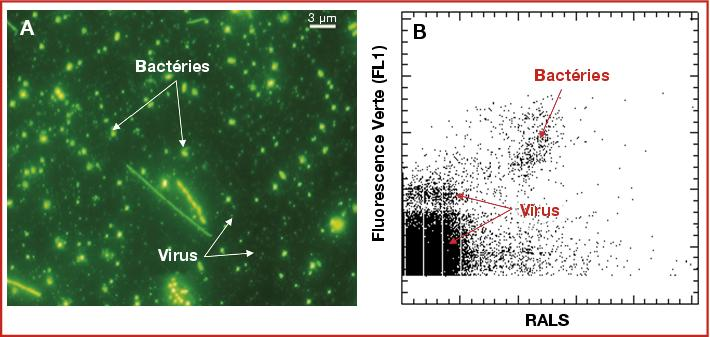 A
3 µm
Bactéries
Virus
B
Bactéries
Virus
Fluorescence Verte (FL1)
RALS